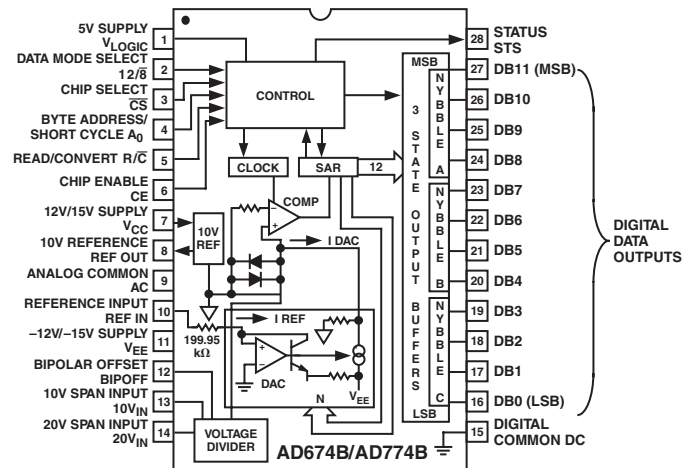 5V SUPPLY
VLOGIC
1
DATA MODE SELECT
12/8
2
CHIP SELECT
CS
3
BYTE ADDRESS/
SHORT CYCLE A0
4
READ/CONVERT R/C
5
CHIP ENABLE
CE
6
12V/15V SUPPLY
VCC
7
10V REFERENCE
REF OUT
8
ANALOG COMMON
AC
9
REFERENCE INPUT
REF IN
10
–12V/–15V SUPPLY
VEE
11
BIPOLAR OFFSET
BIPOFF
12
10V SPAN INPUT
10VIN
13
20V SPAN INPUT
20VIN
14
CONTROL
CLOCK
SAR
12
COMP
–
+
10V
REF
I DAC
I REF
199.95
kΩ
+
–
DAC
VEE
N
VOLTAGE
DIVIDER
AD674B/AD774B
MSB
3 STATE OUTPUT BUFFERS
LSB
NYBBLE A
NYBBLE B
NYBBLE C
28
STATUS
STS
27
DB11 (MSB)
26
DB10
25
DB9
24
DB8
23
DB7
22
DB6
21
DB5
20
DB4
19
DB3
18
DB2
17
DB1
16
DB0 (LSB)
15
DIGITAL
COMMON DC
DIGITAL
DATA
OUTPUTS